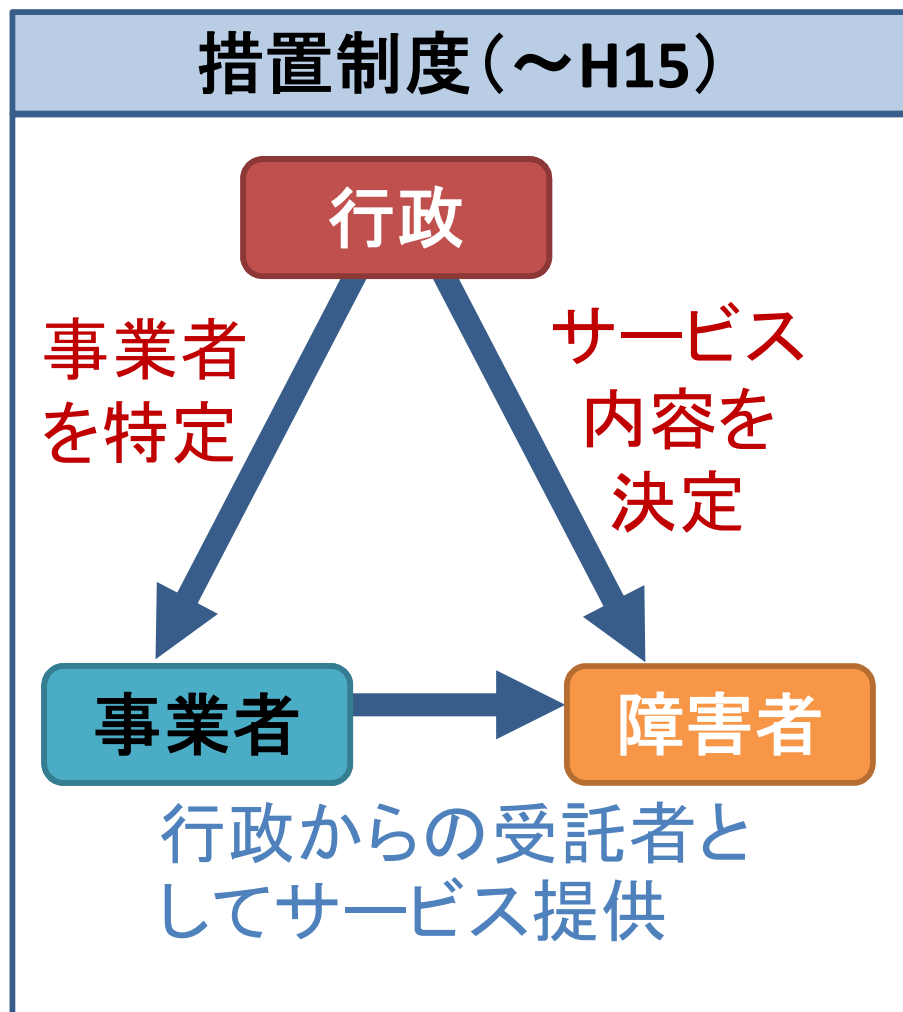 措置制度（～H15）
行政
事業者
を特定
サービス
内容を
決定
事業者
障害者
行政からの受託者と
してサービス提供